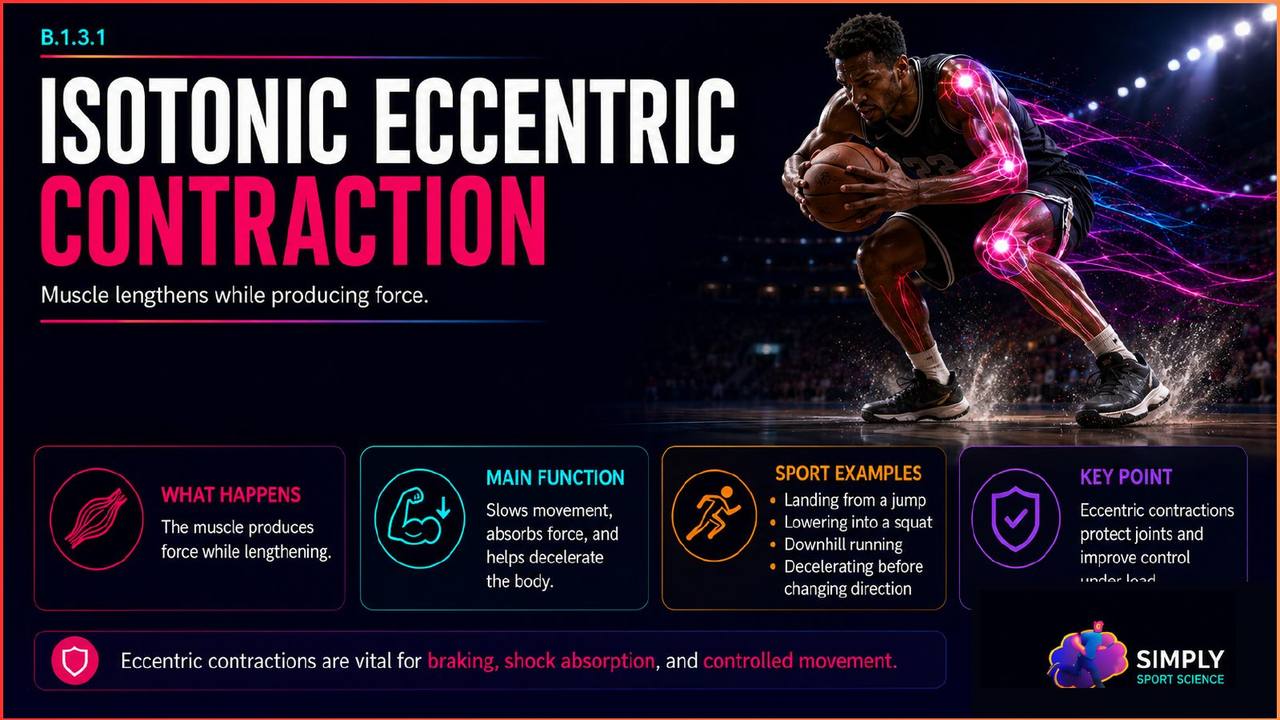 B.1.3.1
ISOTONIC ECCENTRIC
CONTRACTION
Muscle lengthens while producing force.
WHAT HAPPENS
The muscle produces
force while lengthening.
MAIN FUNCTION
Slows movement,
absorbs force, and
helps decelerate
the body.
SPORT EXAMPLES
• Landing from a jump
• Lowering into a squat
• Downhill running
• Decelerating before
changing direction
KEY POINT
Eccentric contractions
protect joints and
improve control
under load
Eccentric contractions are vital for braking, shock absorption, and controlled movement.
SIMPLY
SPORT SCIENCE